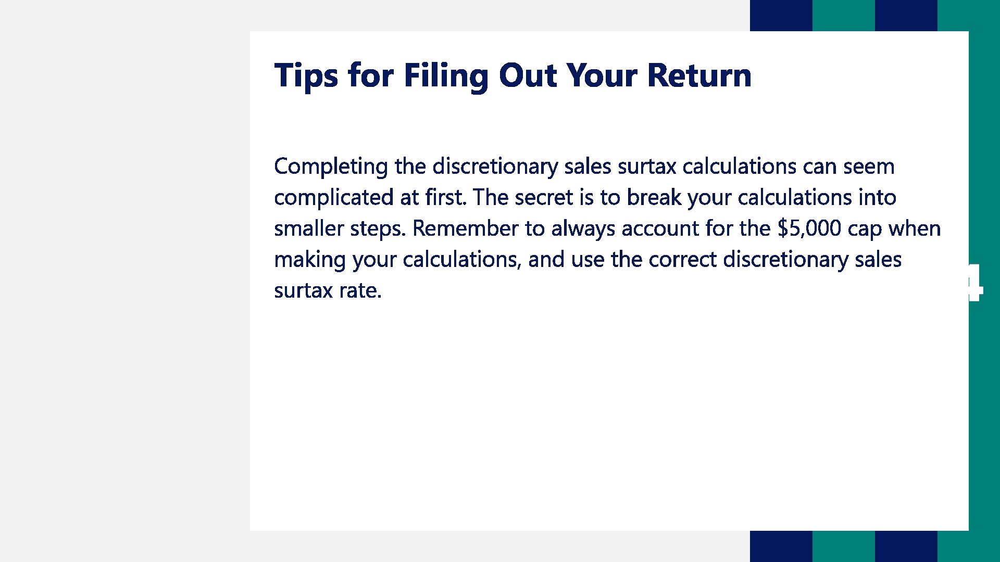 Tips for Filing Out Your Return
Completing the discretionary sales surtax calculations can seem
complicated at first. The secret is to break your calculations into
smaller steps. Remember to always account for the $5,000 cap when
making your calculations, and use the correct discretionary sales
surtax rate.
4